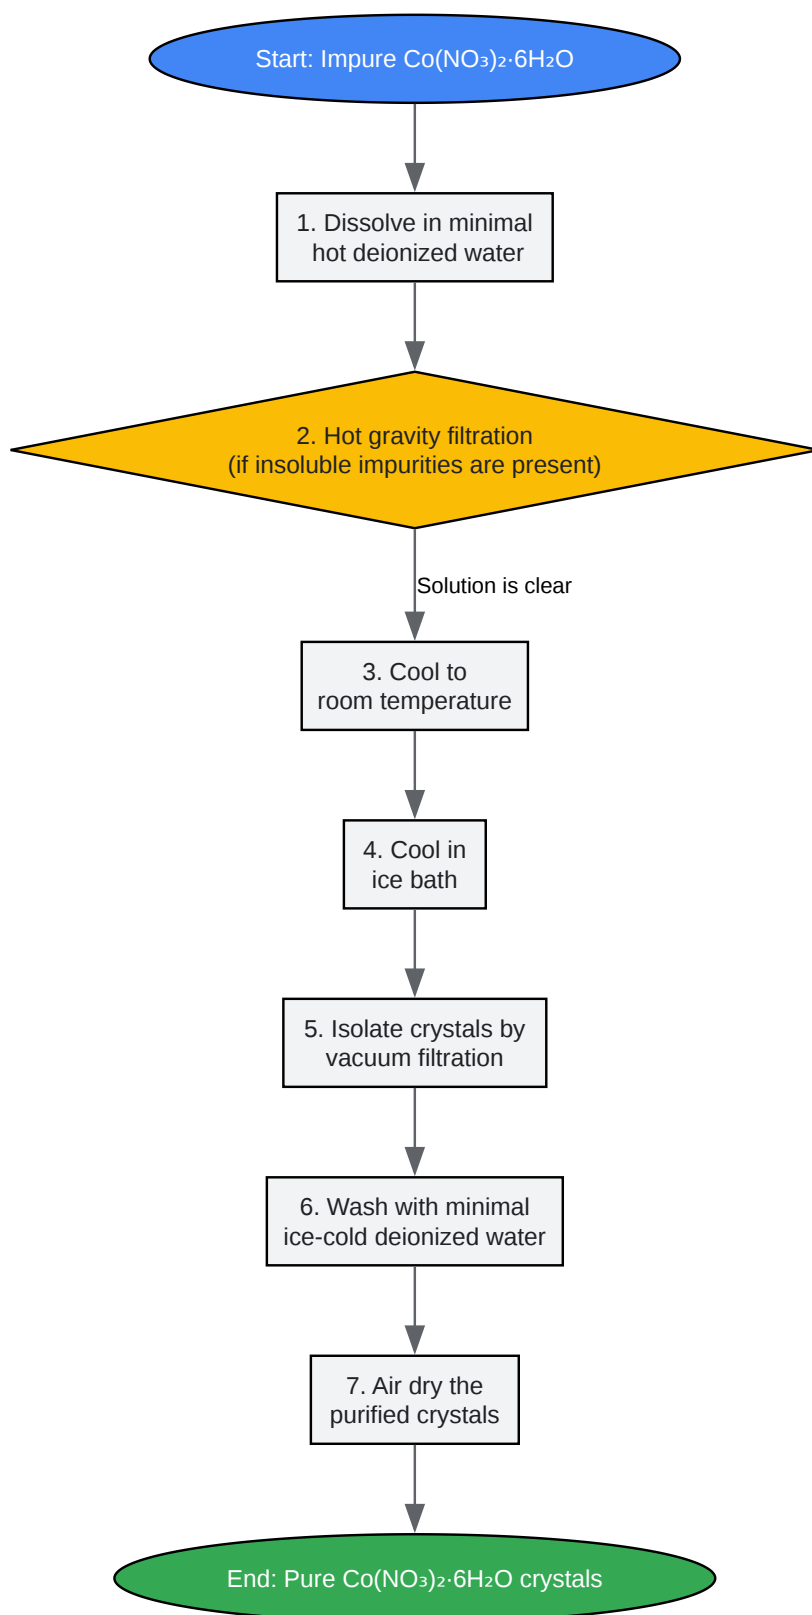 Start: Impure Co(NO₃)₂·6H₂O
1. Dissolve in minimal
hot deionized water
2. Hot gravity filtration
(if insoluble impurities are present)
Solution is clear
3. Cool to
room temperature
4. Cool in
ice bath
5. Isolate crystals by
vacuum filtration
6. Wash with minimal
ice-cold deionized water
7. Air dry the
purified crystals
End: Pure Co(NO₃)₂·6H₂O crystals